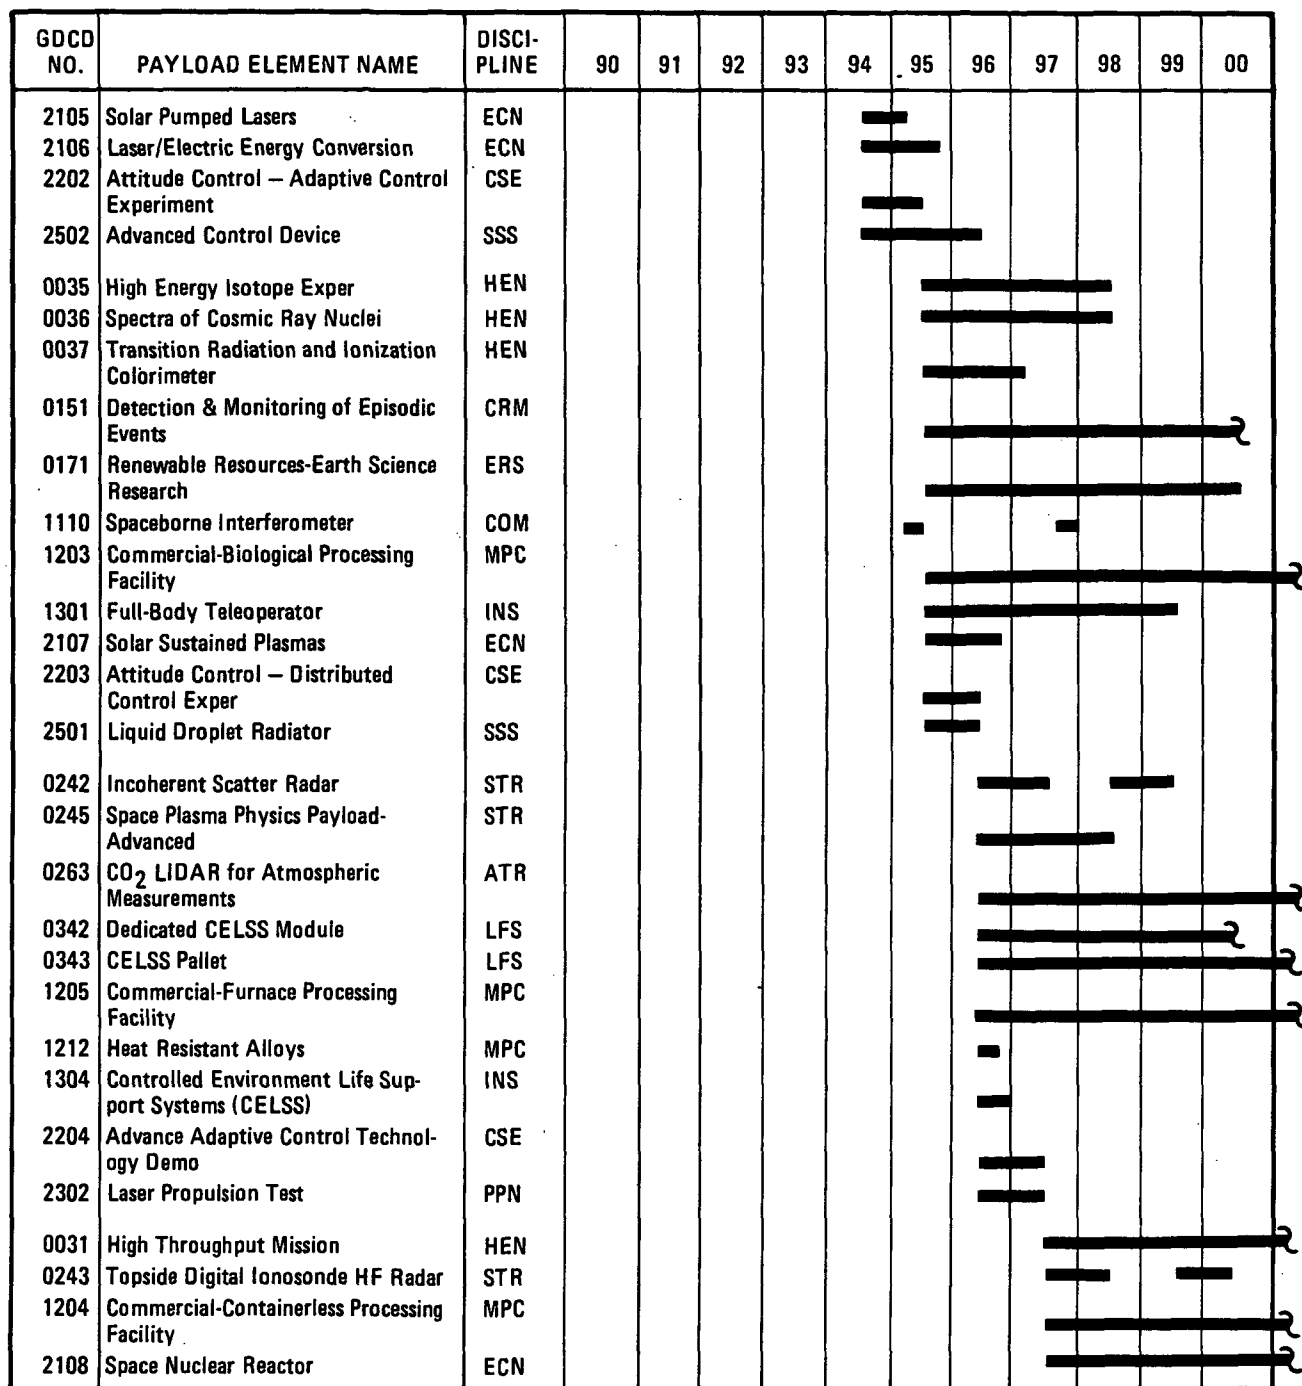 GDCD NO. PAYLOAD ELEMENT NAME DISCI-PLINE 90 91 92 93 94 95 96 97 98 99 00
2105 Solar Pumped Lasers ECN
2106 Laser/Electric Energy Conversion ECN
2202 Attitude Control — Adaptive Control CSE
Experiment
2502 Advanced Control Device SSS
0035 High Energy Isotope Exper HEN
0036 Spectra of Cosmic Ray Nuclei HEN
0037 Transition Radiation and Ionization HEN
Colorimeter
0151 Detection & Monitoring of Episodic CRM
Events
0171 Renewable Resources-Earth Science ERS
Research
1110 Spaceborne Interferometer COM
1203 Commercial-Biological Processing MPC
Facility
1301 Full-Body Teleoperator INS
2107 Solar Sustained Plasmas ECN
2203 Attitude Control — Distributed CSE
Control Exper
2501 Liquid Droplet Radiator SSS
0242 Incoherent Scatter Radar STR
0245 Space Plasma Physics Payload- STR
Advanced
0263 CO2 LIDAR for Atmospheric ATR
Measurements
0342 Dedicated CELSS Module LFS
0343 CELSS Pallet LFS
1205 Commercial-Furnace Processing MPC
Facility
1212 Heat Resistant Alloys MPC
1304 Controlled Environment Life Sup- INS
port Systems (CELSS)
2204 Advance Adaptive Control Technol- CSE
ogy Demo
2302 Laser Propulsion Test PPN
0031 High Throughput Mission HEN
0243 Topside Digital Ionosonde HF Radar STR
1204 Commercial-Containerless Processing MPC
Facility
2108 Space Nuclear Reactor ECN